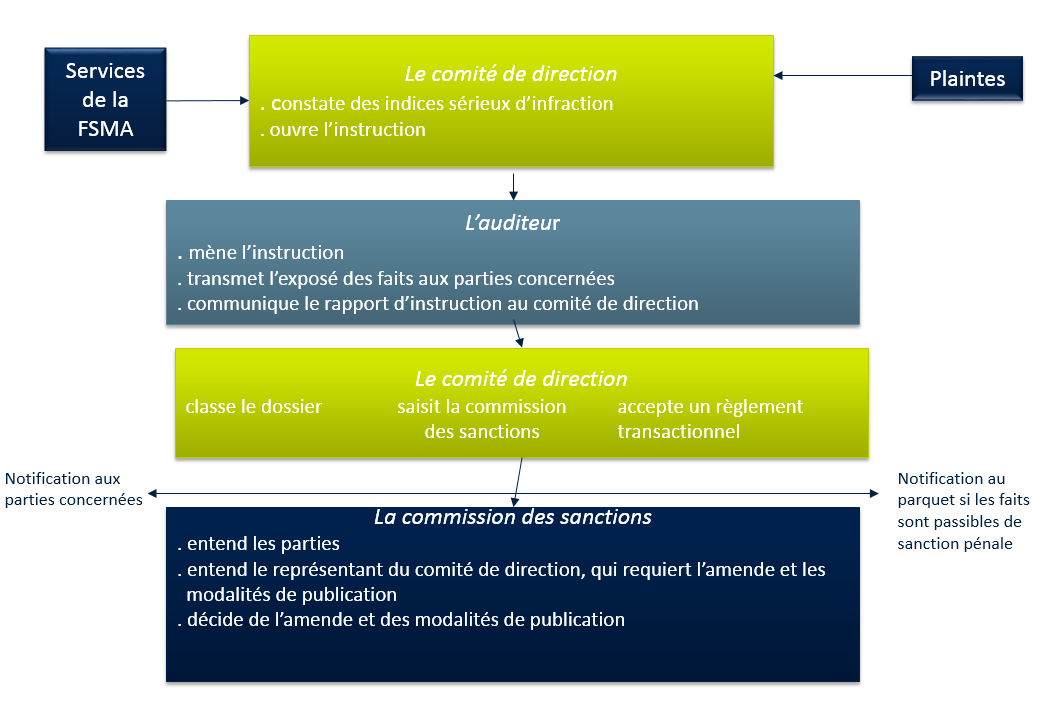 Services
de la
FSMA
Le comité de direction
. constate des indices sérieux d’infraction
. ouvre l’instruction
Plaintes
L’auditeur
. mène l’instruction
. transmet l’exposé des faits aux parties concernées
. communique le rapport d’instruction au comité de direction
Le comité de direction
classe le dossier
saisit la commission
des sanctions
accepte un règlement
transactionnel
Notification aux
parties concernées
Notification au
parquet si les faits
sont passibles de
sanction pénale
La commission des sanctions
. entend les parties
. entend le représentant du comité de direction, qui requiert l’amende et les
modalités de publication
. décide de l’amende et des modalités de publication